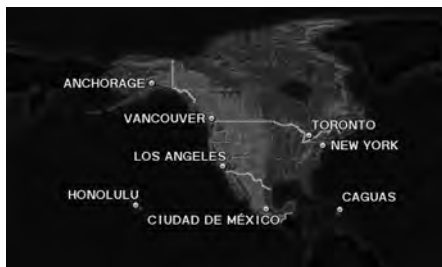 ANCHORAGE
VANCOUVER
TORONTO
NEW YORK
LOS ANGELES
HONOLULU
CAGUAS
CIUDAD DE MÉXICO